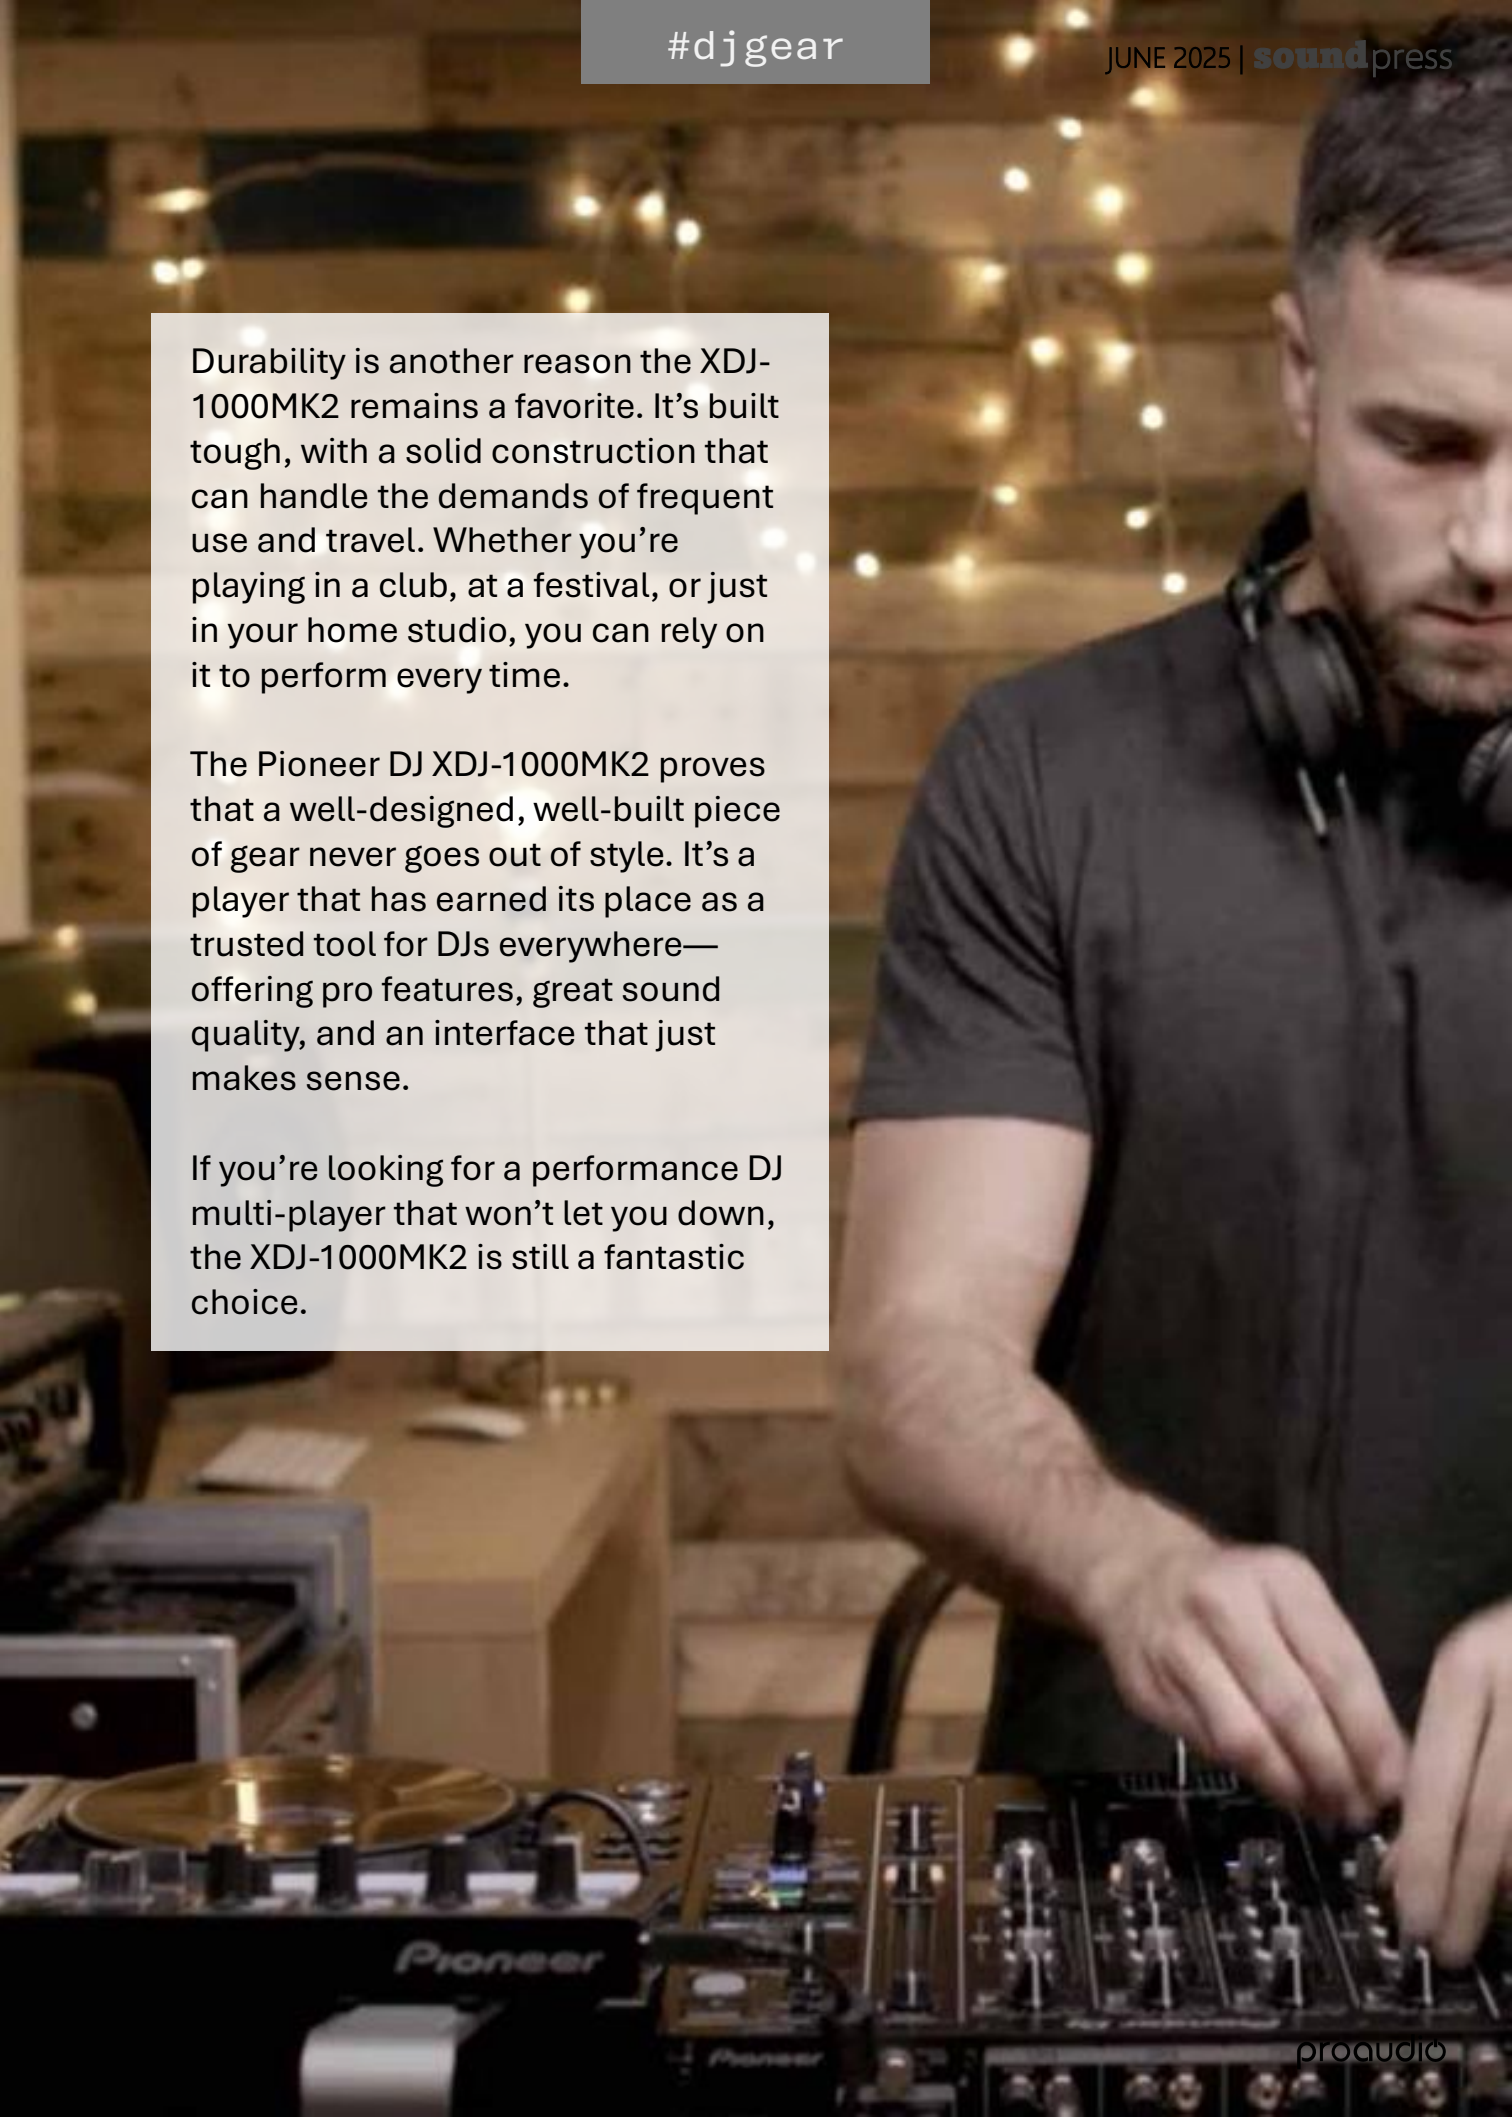 #djgear
JUNE 2025 | soundpress
Durability is another reason the XDJ-
1000MK2 remains a favorite. It’s built
tough, with a solid construction that
can handle the demands of frequent
use and travel. Whether you’re
playing in a club, at a festival, or just
in your home studio, you can rely on
it to perform every time.
The Pioneer DJ XDJ-1000MK2 proves
that a well-designed, well-built piece
of gear never goes out of style. It’s a
player that has earned its place as a
trusted tool for DJs everywhere—
offering pro features, great sound
quality, and an interface that just
makes sense.
If you’re looking for a performance DJ
multi-player that won’t let you down,
the XDJ-1000MK2 is still a fantastic
choice.
Pioneer
Pioneer
proaudio